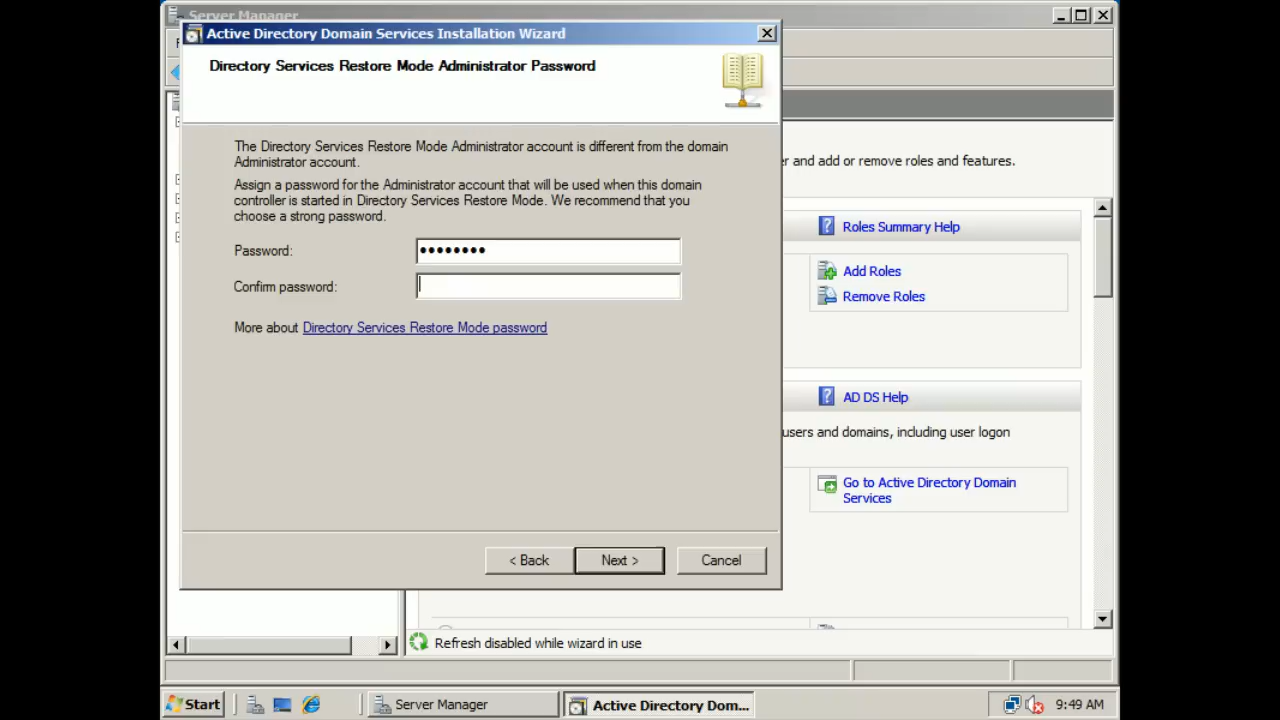 Server Manager
Active Directory Domain Services Installation Wizard
Directory Services Restore Mode Administrator Password
The Directory Services Restore Mode Administrator account is different from the domain
Administrator account.
Assign a password for the Administrator account that will be used when this domain
controller is started in Directory Services Restore Mode. We recommend that you
choose a strong password.
Password: ●●●●●●●●
Confirm password:
More about Directory Services Restore Mode password
< Back
Next >
Cancel
er and add or remove roles and features.
Roles Summary Help
Add Roles
Remove Roles
AD DS Help
users and domains, including user logon
Go to Active Directory Domain
Services
Refresh disabled while wizard in use
Start
Server Manager
Active Directory Dom...
9:49 AM